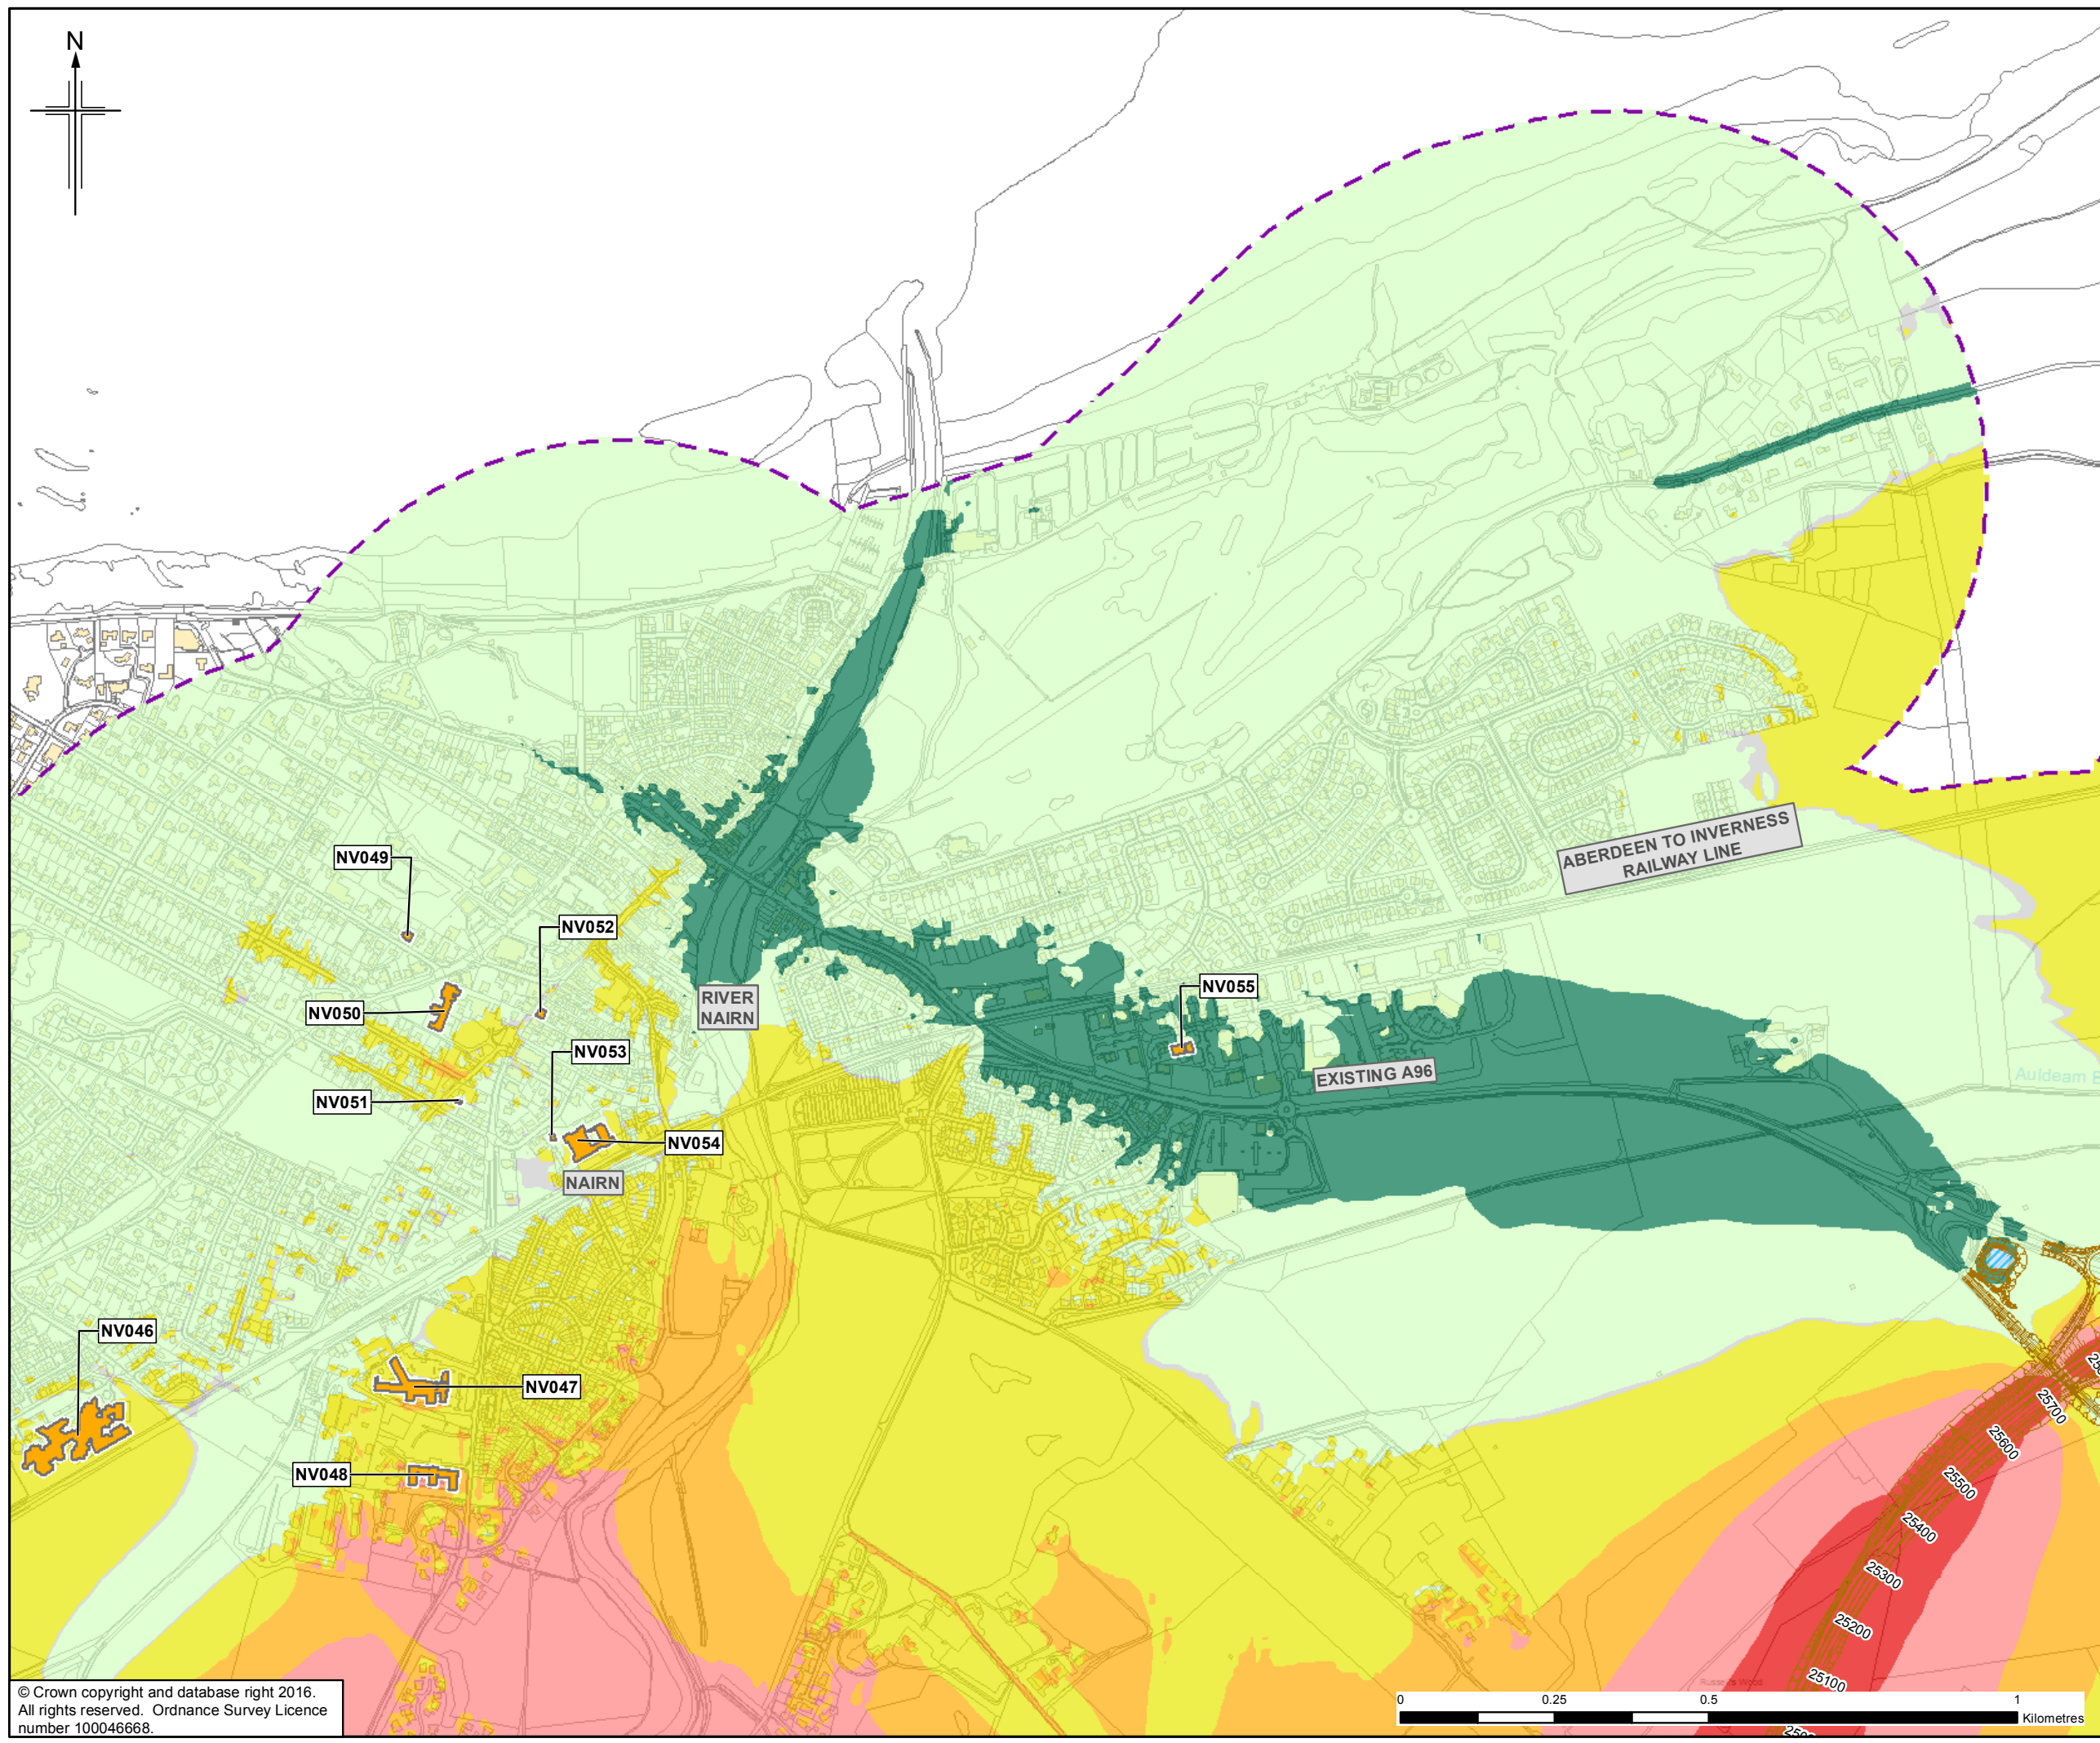 N
NV049
NV052
NV050
RIVER
NAIRN
NV055
NV053
NV051
NV054
NAIRN
EXISTING A96
ABERDEEN TO INVERNESS
RAILWAY LINE
NV046
NV047
NV048
25700
25600
25500
25400
25300
25200
25100
© Crown copyright and database right 2016.
All rights reserved. Ordnance Survey Licence
number 100046668.
0 0.25 0.5 1
Kilometres